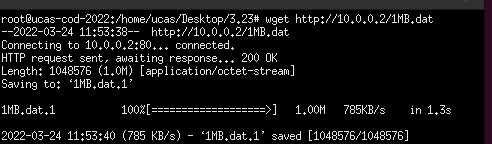 root@ucas-cod-2022:/home/ucas/Desktop/3.23# wget http://10.0.0.2/1MB.dat
--2022-03-24 11:53:38-- http://10.0.0.2/1MB.dat
Connecting to 10.0.0.2:80... connected.
HTTP request sent, awaiting response... 200 OK
Length: 1048576 (1.0M) [application/octet-stream]
Saving to: ‘1MB.dat.1’
1MB.dat.1 100%[===================>] 1.00M 785KB/s in 1.3s
2022-03-24 11:53:40 (785 KB/s) - ‘1MB.dat.1’ saved [1048576/1048576]